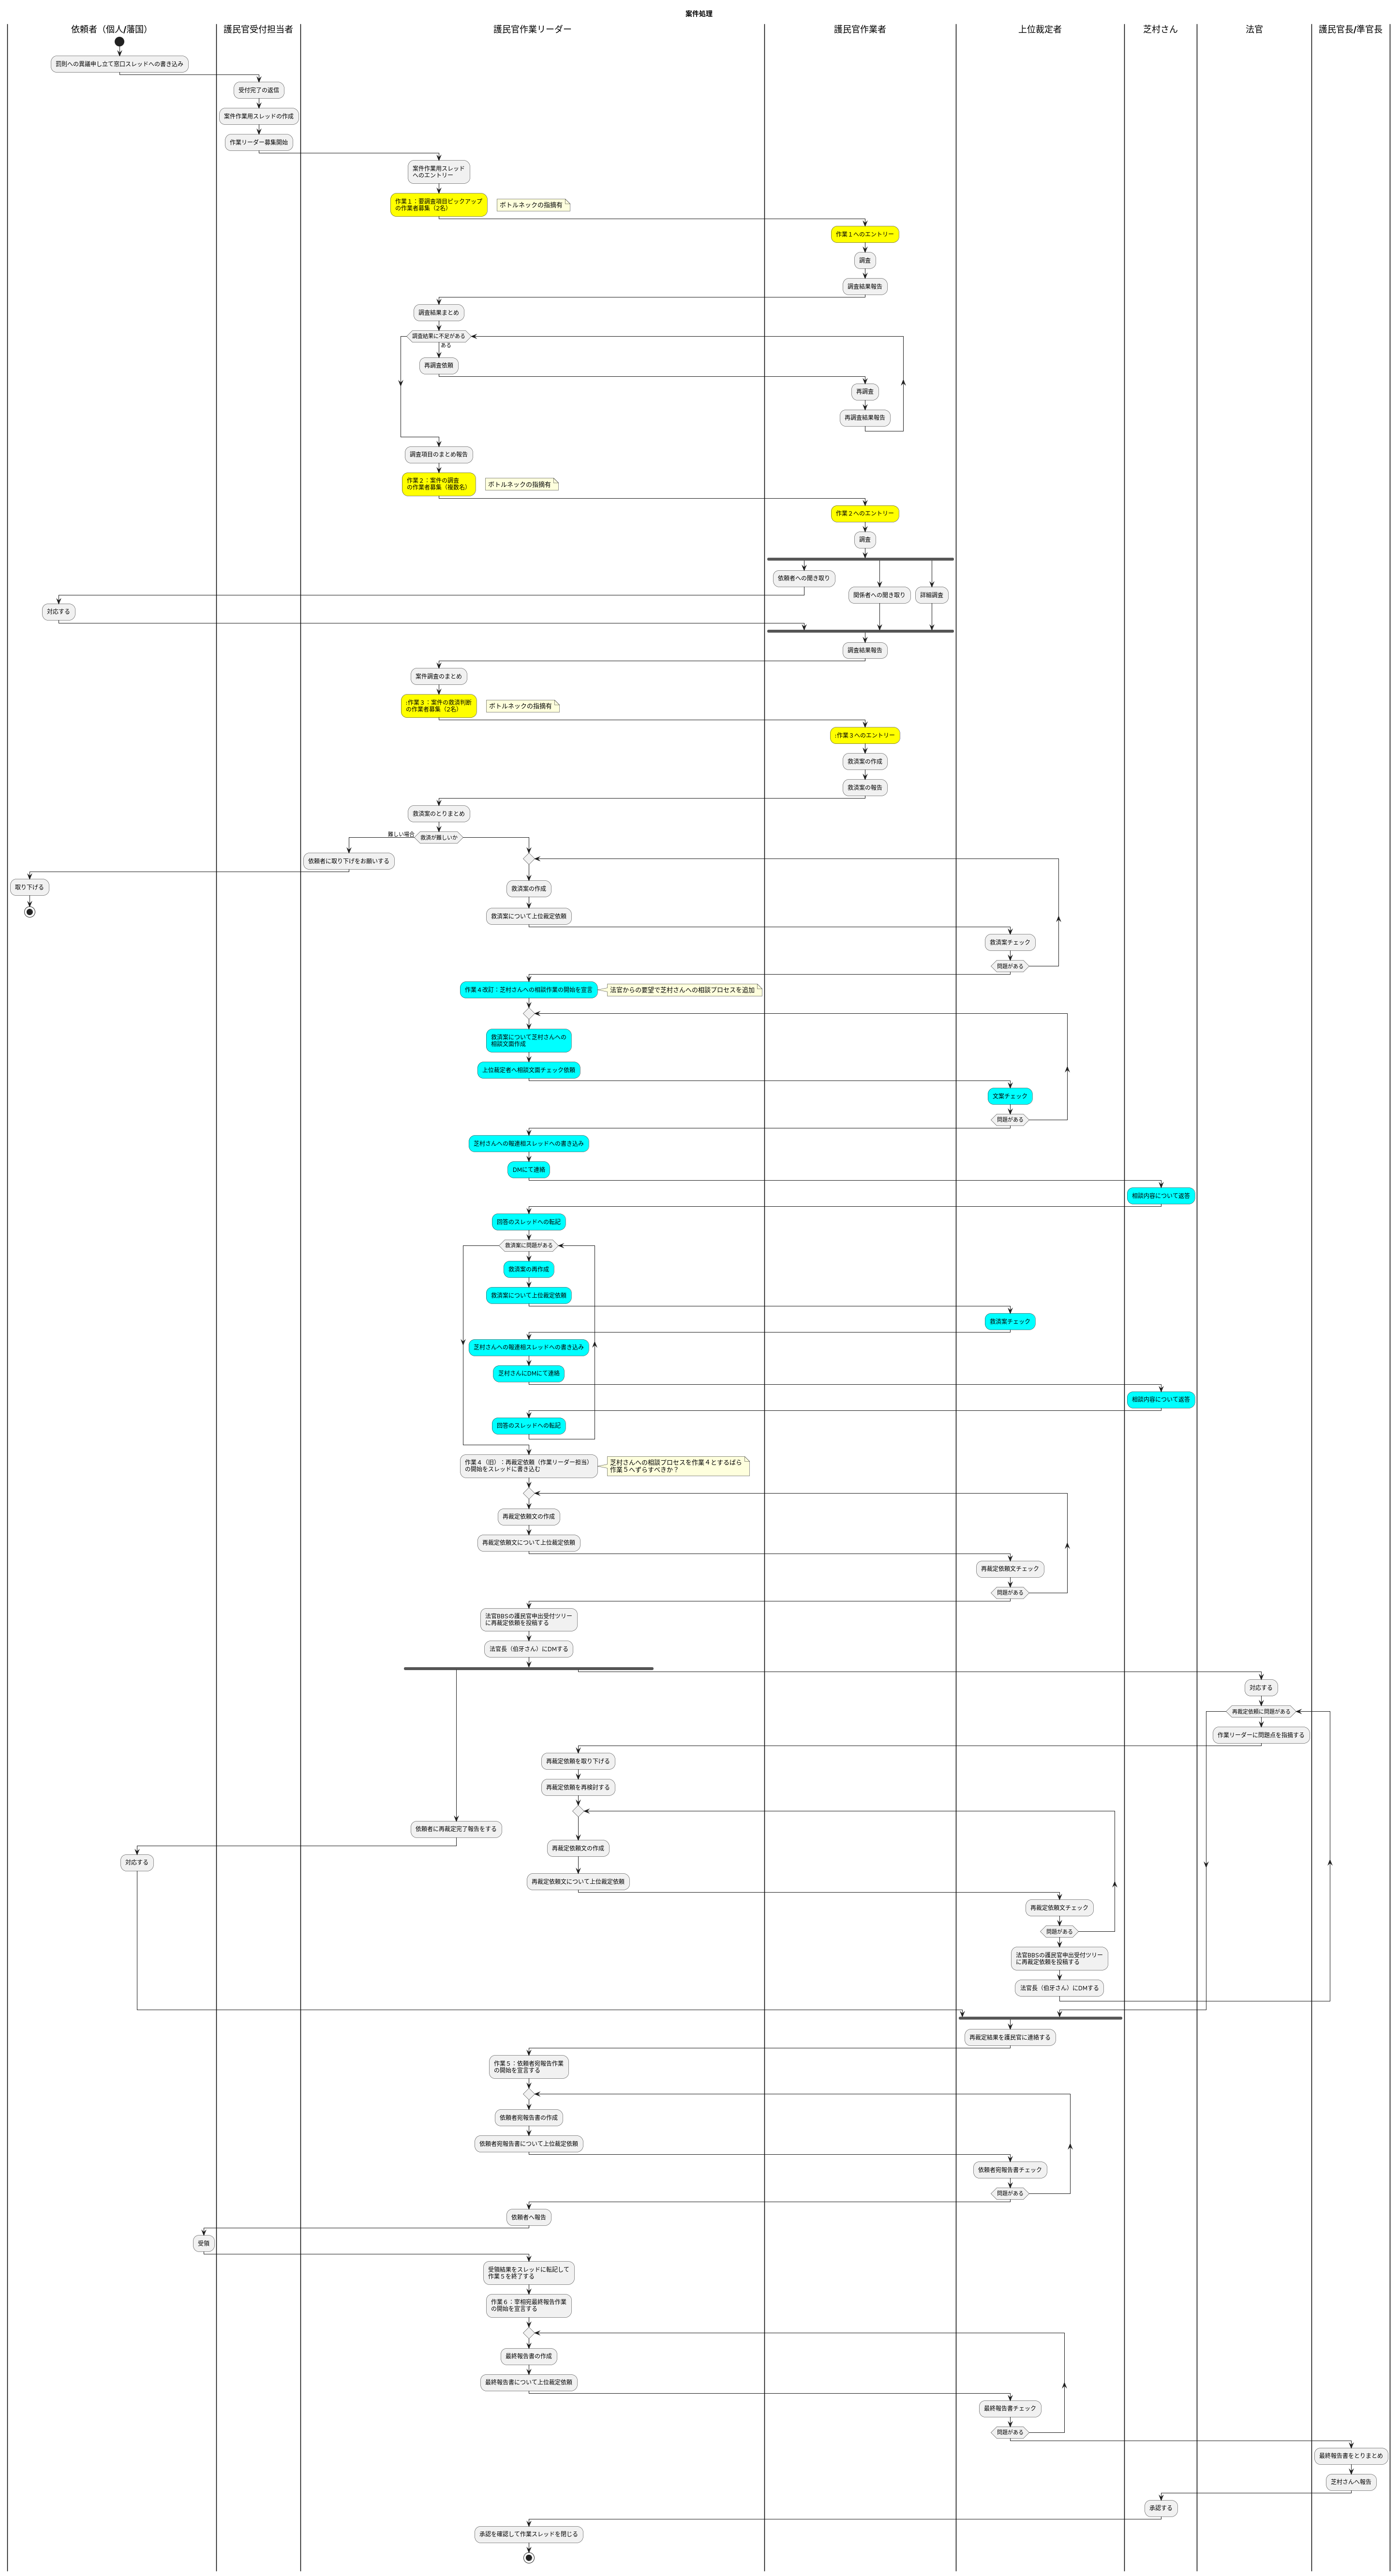 案件処理
依頼者（個人/藩国）
護民官受付担当者
護民官作業リーダー
護民官作業者
上位裁定者
芝村さん
法官
護民官長/準官長
罰則への異議申し立て窓口スレッドへの書き込み
受付完了の返信
案件作業用スレッドの作成
作業リーダー募集開始
案件作業用スレッド
へのエントリー
作業１：要調査項目ピックアップ
の作業者募集（2名）
ボトルネックの指摘有
作業１へのエントリー
調査
調査結果報告
調査結果まとめ
調査結果に不足がある
ある
再調査依頼
再調査
再調査結果報告
調査項目のまとめ報告
作業２：案件の調査
の作業者募集（複数名）
ボトルネックの指摘有
作業２へのエントリー
調査
依頼者への聞き取り
関係者への聞き取り
詳細調査
対応する
調査結果報告
案件調査のまとめ
:作業３：案件の救済判断
の作業者募集（2名）
ボトルネックの指摘有
:作業３へのエントリー
救済案の作成
救済案の報告
救済案のとりまとめ
難しい場合
救済が難しいか
依頼者に取り下げをお願いする
取り下げる
救済案の作成
救済案について上位裁定依頼
救済案チェック
問題がある
作業４改訂：芝村さんへの相談作業の開始を宣言
法官からの要望で芝村さんへの相談プロセスを追加
救済案について芝村さんへの
相談文面作成
上位裁定者へ相談文面チェック依頼
文案チェック
問題がある
芝村さんへの報連相スレッドへの書き込み
DMにて連絡
相談内容について返答
回答のスレッドへの転記
救済案に問題がある
救済案の再作成
救済案について上位裁定依頼
救済案チェック
芝村さんへの報連相スレッドへの書き込み
芝村さんにDMにて連絡
相談内容について返答
回答のスレッドへの転記
作業４（旧）：再裁定依頼（作業リーダー担当）
の開始をスレッドに書き込む
芝村さんへの相談プロセスを作業４とするばら
作業５へずらすべきか？
再裁定依頼文の作成
再裁定依頼文について上位裁定依頼
再裁定依頼文チェック
問題がある
法官BBSの護民官申出受付ツリー
に再裁定依頼を投稿する
法官長（伯牙さん）にDMする
対応する
再裁定依頼に問題がある
作業リーダーに問題点を指摘する
再裁定依頼を取り下げる
再裁定依頼を再検討する
依頼者に再裁定完了報告をする
再裁定依頼文の作成
対応する
再裁定依頼文について上位裁定依頼
再裁定依頼文チェック
問題がある
法官BBSの護民官申出受付ツリー
に再裁定依頼を投稿する
法官長（伯牙さん）にDMする
再裁定結果を護民官に連絡する
作業５：依頼者宛報告作業
の開始を宣言する
依頼者宛報告書の作成
依頼者宛報告書について上位裁定依頼
依頼者宛報告書チェック
問題がある
依頼者へ報告
受領
受領結果をスレッドに転記して
作業５を終了する
作業６：宰相宛最終報告作業
の開始を宣言する
最終報告書の作成
最終報告書について上位裁定依頼
最終報告書チェック
問題がある
最終報告書をとりまとめ
芝村さんへ報告
承認する
承認を確認して作業スレッドを閉じる